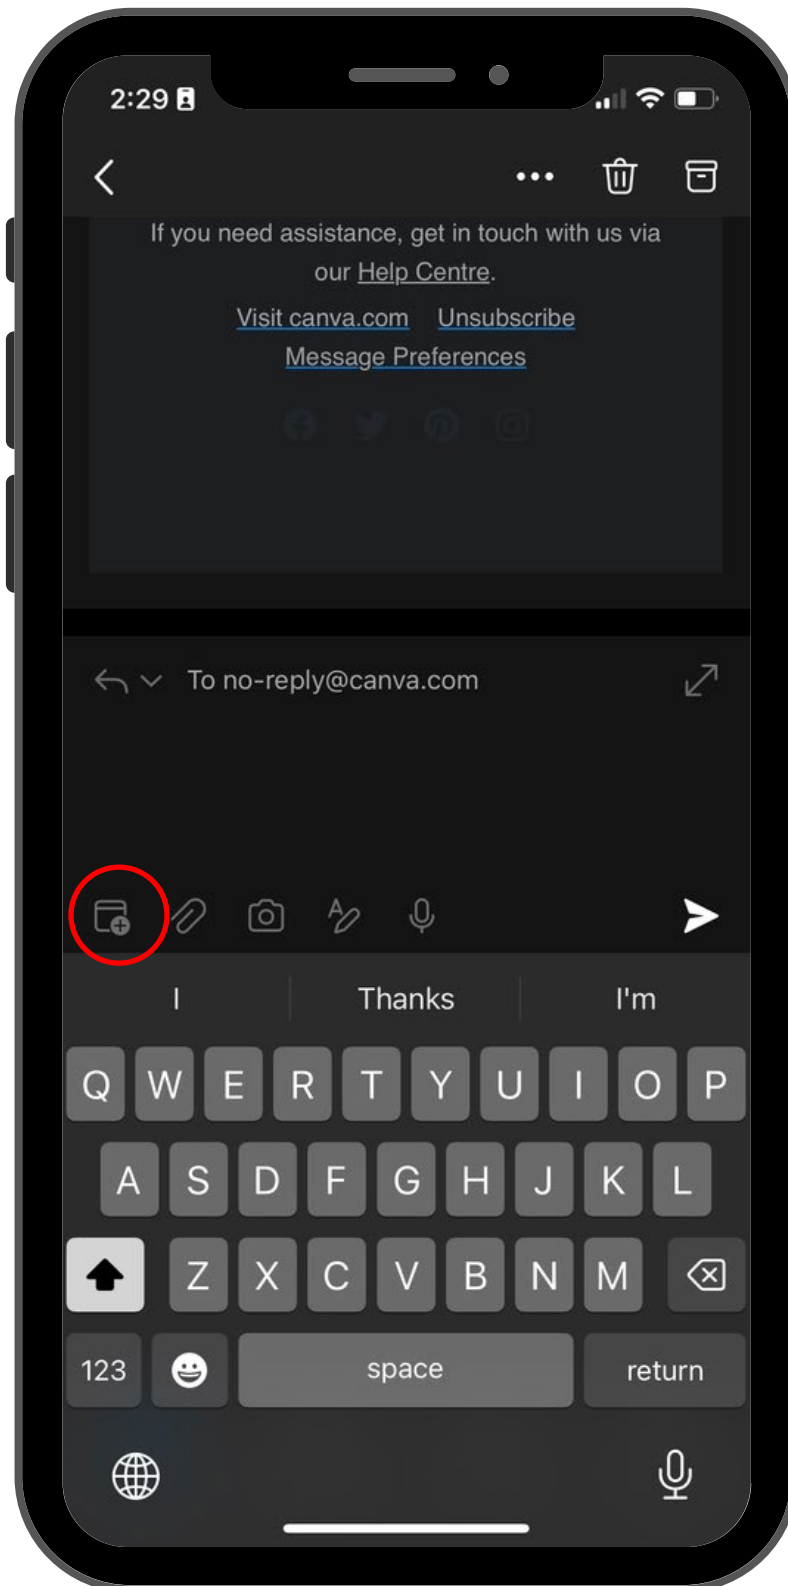 2:29
If you need assistance, get in touch with us via
our Help Centre.
Visit canva.com Unsubscribe
Message Preferences
To no-reply@canva.com
I Thanks I'm
Q W E R T Y U I O P
A S D F G H J K L
Z X C V B N M
123 space return